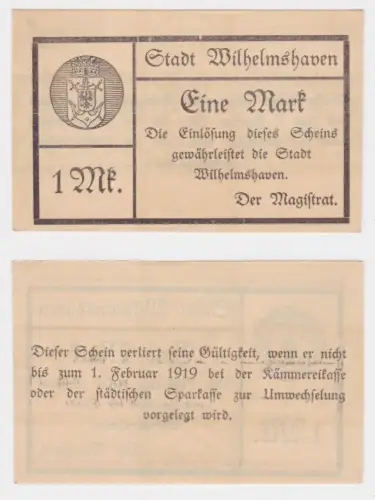 Stadt Wilhelmshaven
Eine Mark
Die Einlösung dieses Scheins
gewährleistet die Stadt
Wilhelmshaven.
Der Magistrat.
1 Mk.
Dieser Schein verliert seine Gültigkeit, wenn er nicht
bis zum 1. Februar 1919 bei der Kämmereikasse
oder der städtischen Sparkasse zur Umwechselung
vorgelegt wird.